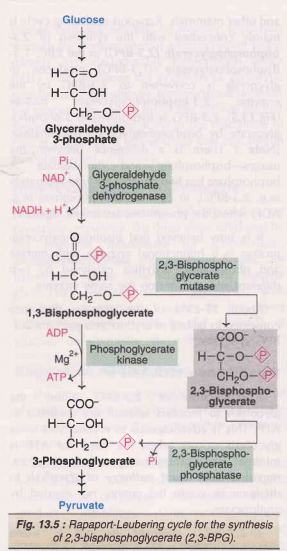 Glucose
H–C=O
H–C–OH
CH₂–O–P
Glyceraldehyde
3-phosphate
Pi
NAD⁺
NADH + H⁺
Glyceraldehyde
3-phosphate
dehydrogenase
O
C–O–P
H–C–OH
CH₂–O–P
1,3-Bisphosphoglycerate
2,3-Bisphospho-
glycerate
mutase
ADP
Mg²⁺
ATP
Phosphoglycerate
kinase
COO⁻
H–C–O–P
CH₂O–P
2,3-Bisphospho-
glycerate
COO⁻
H–C–OH
CH₂–O–P
3-Phosphoglycerate
Pi
2,3-Bisphospho-
glycerate
phosphatase
Pyruvate
Fig. 13.5 : Rapaport-Leubering cycle for the synthesis
of 2,3-bisphosphoglycerate (2,3-BPG).